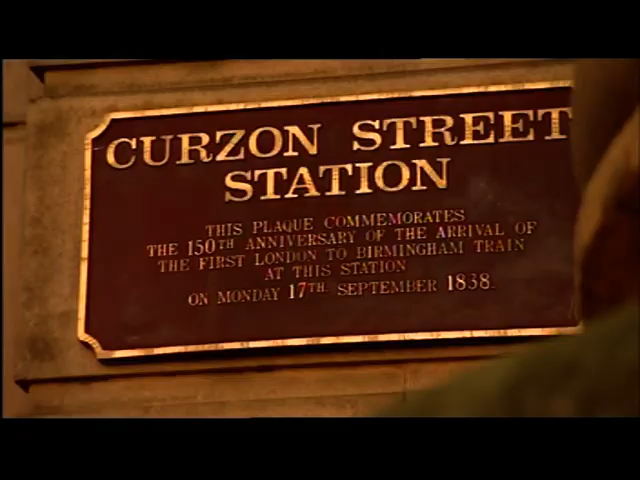 CURZON STREET
STATION
THIS PLAQUE COMMEMORATES
THE 150TH ANNIVERSARY OF THE ARRIVAL OF
THE FIRST LONDON TO BIRMINGHAM TRAIN
AT THIS STATION
ON MONDAY 17TH. SEPTEMBER 1838.